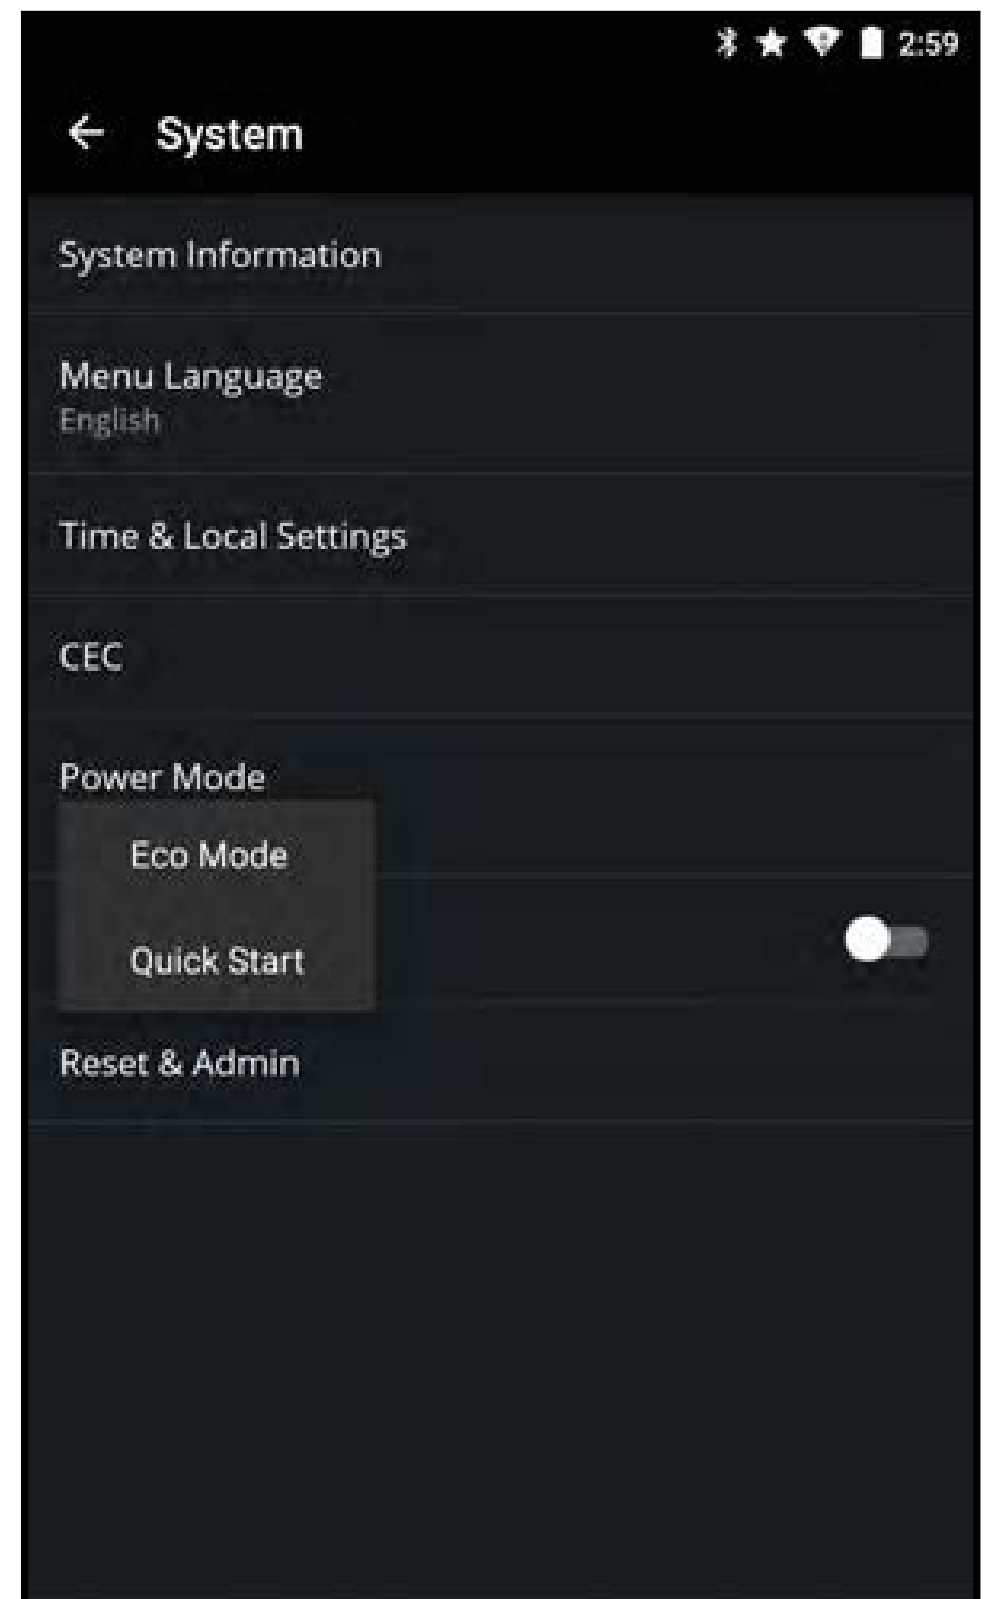 2:59
System
System Information
Menu Language
English
Time & Local Settings
CEC
Power Mode
Eco Mode
Quick Start
Reset & Admin